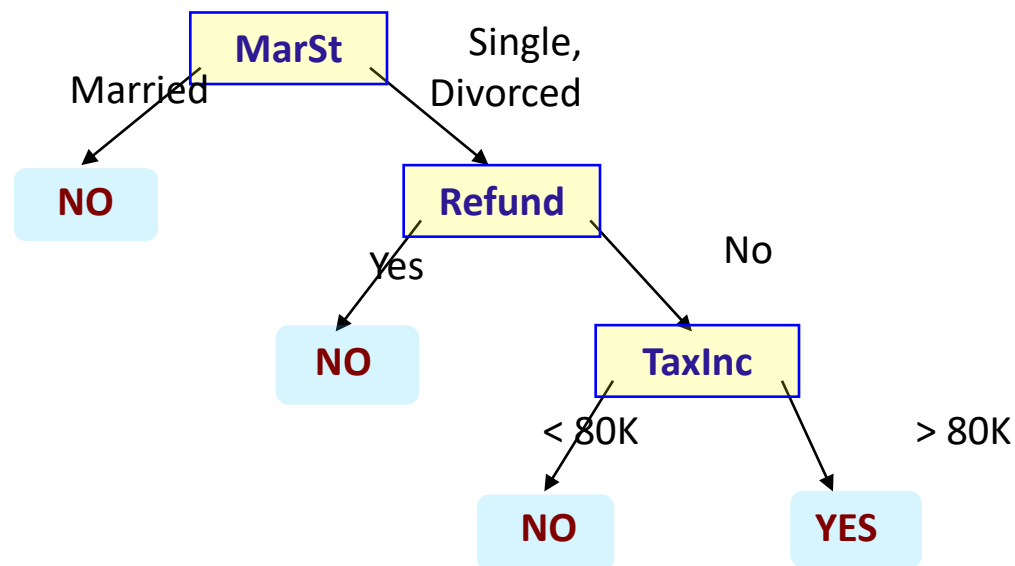 MarSt
Single,
Divorced
Married
NO
Refund
Yes
No
NO
TaxInc
< 80K
> 80K
NO
YES